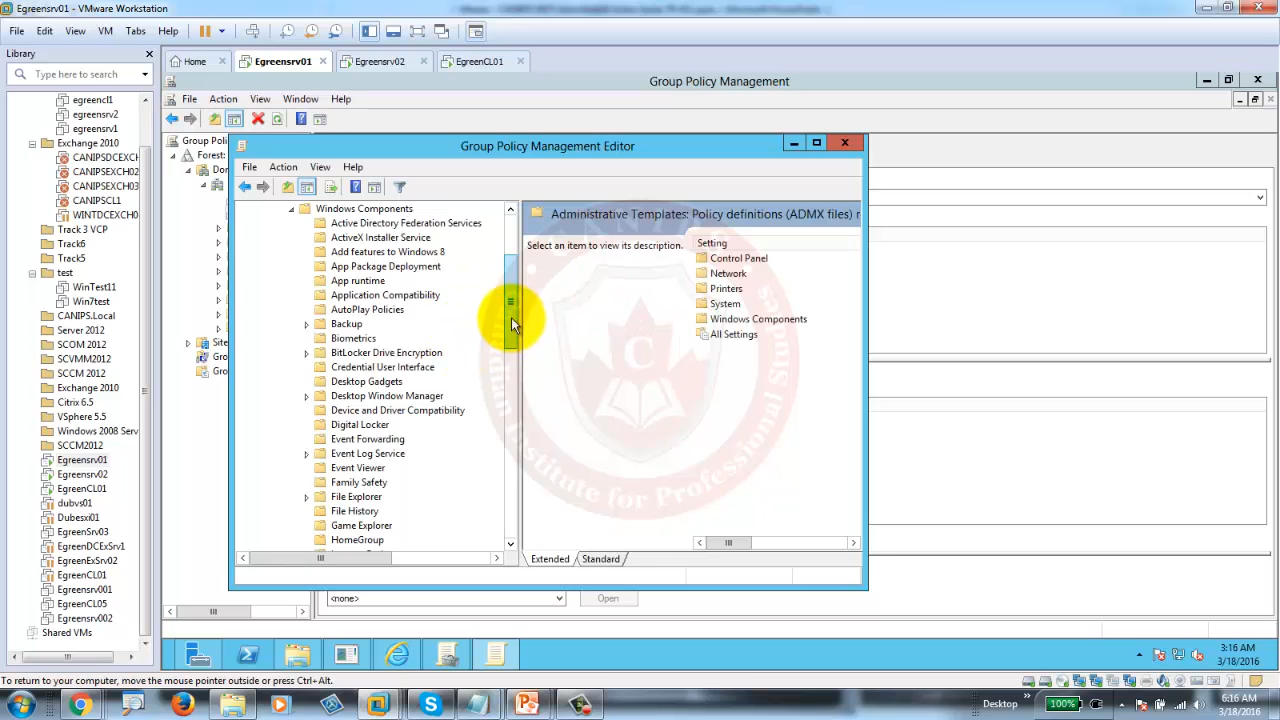 Egreensrv01 - VMware Workstation
File Edit View VM Tabs Help
Library
Type here to search
Home Egreensrv01 Egreensrv02 EgreenCL01
egreencl1
egreensrv2
egreensrv1
Exchange 2010
CANIPSDCEXCH
CANIPSEXCH02
CANIPSEXCH03
CANIPSCL1
WINTDCEXCH0
Track 3 VCP
Track6
Track5
test
WinTest11
Win7test
CANIPS.Local
Server 2012
SCOM 2012
SCVMM2012
SCCM 2012
Exchange 2010
Citrix 6.5
VSphere 5.5
Windows 2008 Serv
SCCM2012
Egreensrv01
Egreensrv02
EgreenCL01
dubvs01
Dubesxi01
EgreenSrv03
EgreenDCExSrv1
EgreenExSrv02
EgreenCL01
Egreensrv001
EgreenCL05
Egreensrv002
Shared VMs
Group Policy Management
File Action View Window Help
Group Poli
Forest:
Dor
Site
Gro
Gro
Group Policy Management Editor
File Action View Help
Windows Components
Active Directory Federation Services
ActiveX Installer Service
Add features to Windows 8
App Package Deployment
App runtime
Application Compatibility
AutoPlay Policies
Backup
Biometrics
BitLocker Drive Encryption
Credential User Interface
Desktop Gadgets
Desktop Window Manager
Device and Driver Compatibility
Digital Locker
Event Forwarding
Event Log Service
Event Viewer
Family Safety
File Explorer
File History
Game Explorer
HomeGroup
Administrative Templates: Policy definitions (ADMX files) r
Select an item to view its description.
Setting
Control Panel
Network
Printers
System
Windows Components
All Settings
Extended Standard
<none> Open
3:16 AM
3/18/2016
To return to your computer, move the mouse pointer outside or press Ctrl+Alt.
Desktop 100% 6:16 AM
3/18/2016